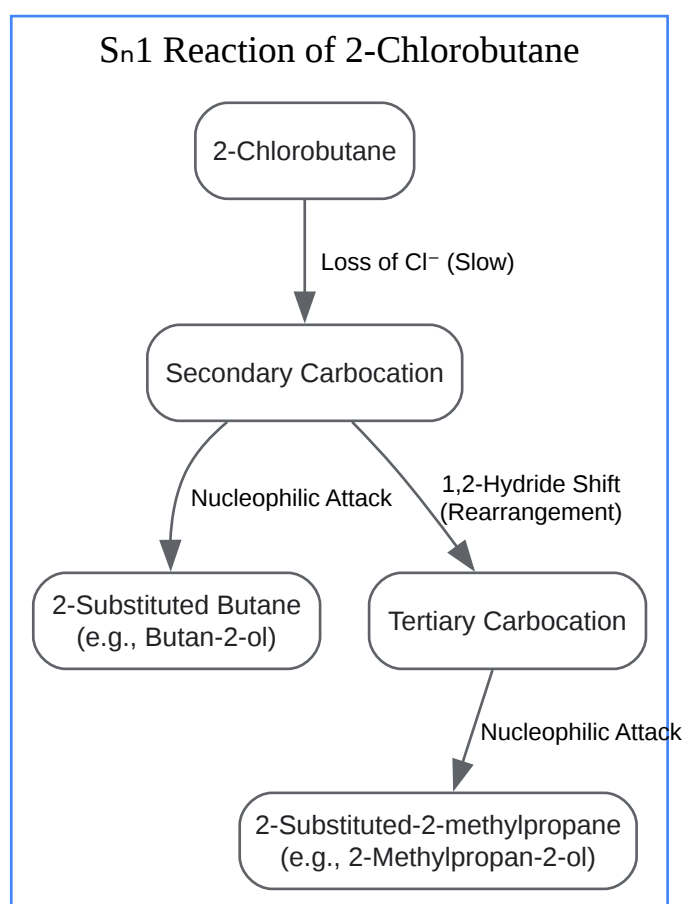 Sₙ1 Reaction of 2-Chlorobutane
2-Chlorobutane
Loss of Cl⁻ (Slow)
Secondary Carbocation
Nucleophilic Attack
1,2-Hydride Shift
(Rearrangement)
2-Substituted Butane
(e.g., Butan-2-ol)
Tertiary Carbocation
Nucleophilic Attack
2-Substituted-2-methylpropane
(e.g., 2-Methylpropan-2-ol)